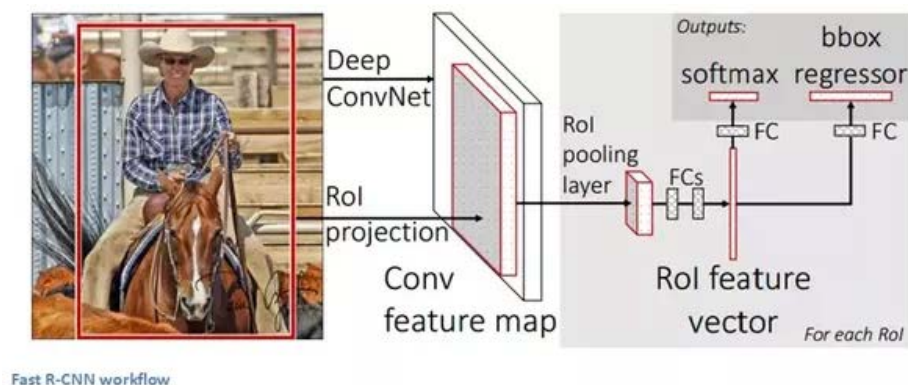 Deep
ConvNet
RoI
projection
Conv
feature map
RoI
pooling
layer
FCs
RoI feature
vector
Outputs:
softmax
bbox
regressor
FC
FC
For each RoI
Fast R-CNN workflow